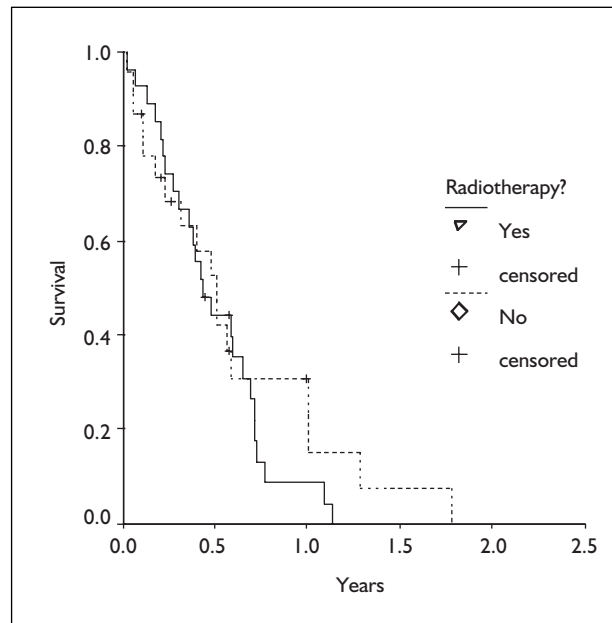 1.0
0.8
0.6
0.4
0.2
0.0
Survival
0.0 0.5 1.0 1.5 2.0 2.5
Years
Radiotherapy?
Yes
censored
No
censored